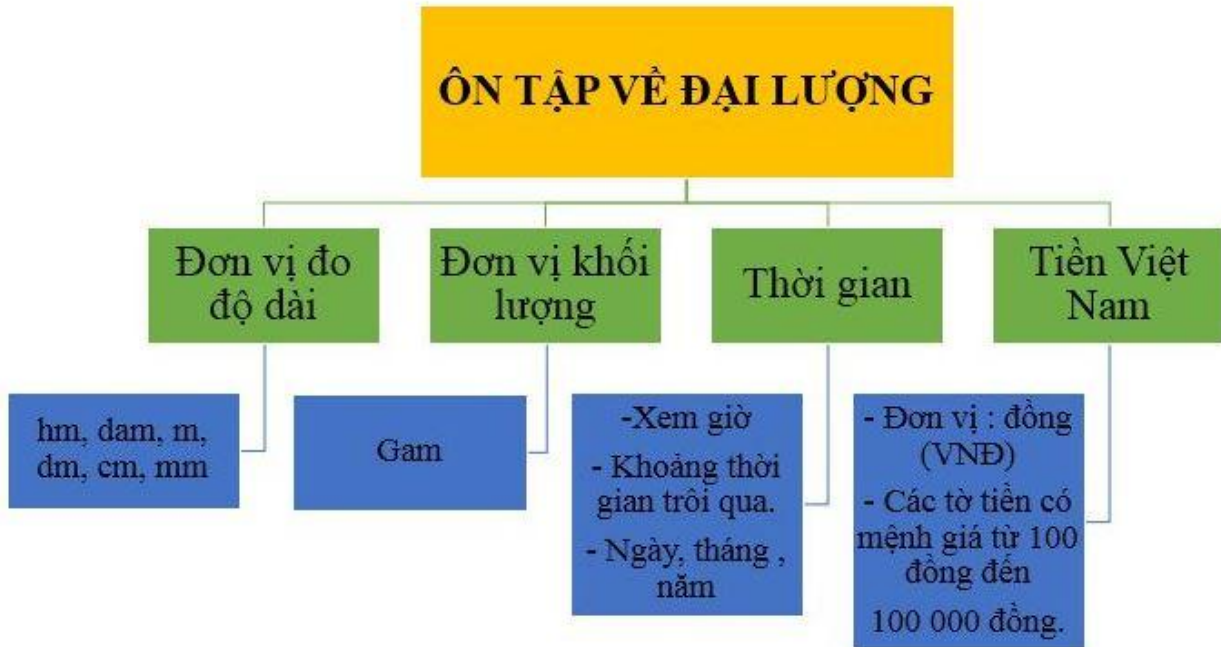 ÔN TẬP VỀ ĐẠI LƯỢNG
Đơn vị đo
độ dài
hm, dam, m,
dm, cm, mm
Đơn vị khối
lượng
Gam
Thời gian
-Xem giờ
- Khoảng thời
gian trôi qua.
- Ngày, tháng ,
năm
Tiền Việt
Nam
- Đơn vị : đồng
(VNĐ)
- Các tờ tiền có
mệnh giá từ 100
đồng đến
100 000 đồng.